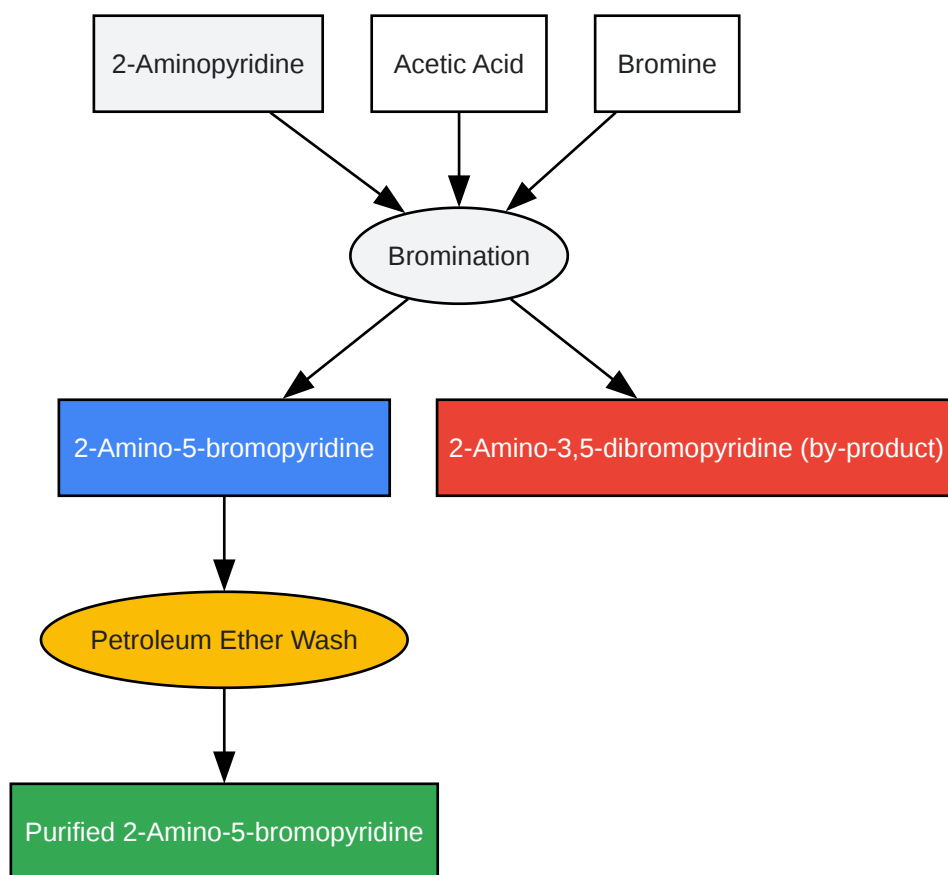 2-Aminopyridine
Acetic Acid
Bromine
Bromination
2-Amino-5-bromopyridine
2-Amino-3,5-dibromopyridine (by-product)
Petroleum Ether Wash
Purified 2-Amino-5-bromopyridine